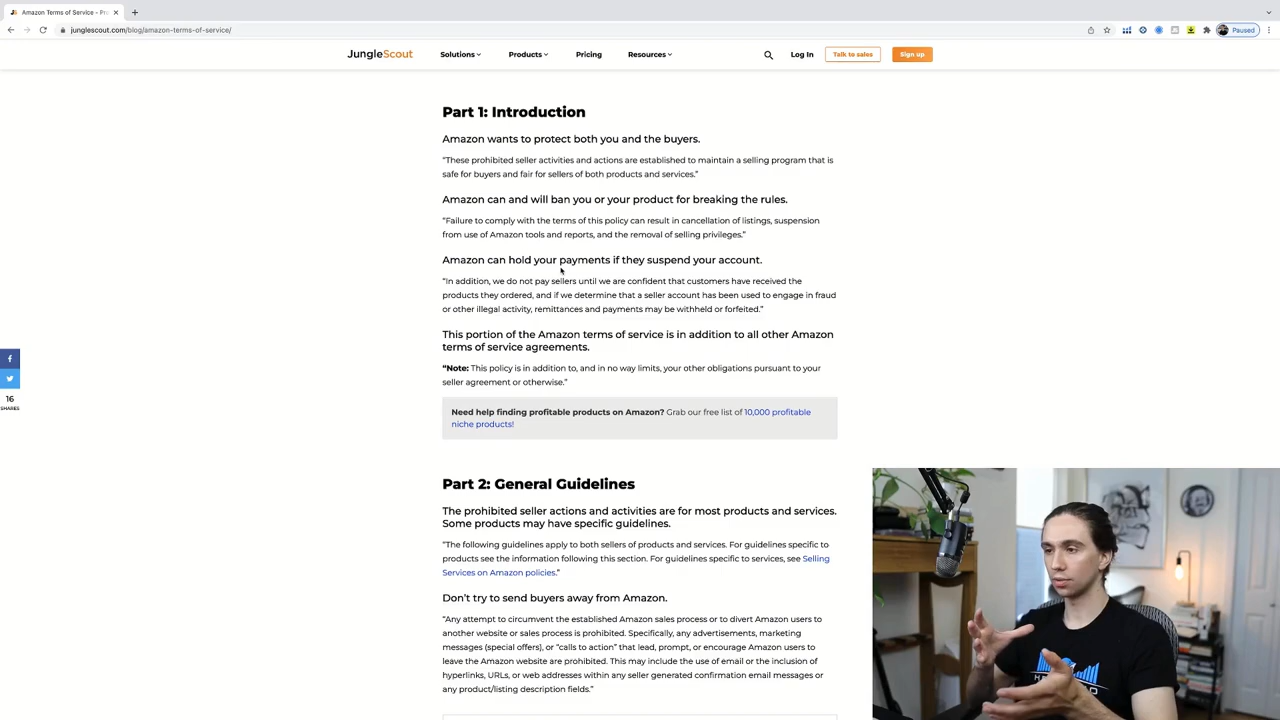 Amazon Terms of Service - Pro
junglescout.com/blog/amazon-terms-of-service/
Paused
JungleScout
Solutions
Products
Pricing
Resources
Log In
Talk to sales
Sign up
Part 1: Introduction
Amazon wants to protect both you and the buyers.
“These prohibited seller activities and actions are established to maintain a selling program that is
safe for buyers and fair for sellers of both products and services.”
Amazon can and will ban you or your product for breaking the rules.
“Failure to comply with the terms of this policy can result in cancellation of listings, suspension
from use of Amazon tools and reports, and the removal of selling privileges.”
Amazon can hold your payments if they suspend your account.
“In addition, we do not pay sellers until we are confident that customers have received the
products they ordered, and if we determine that a seller account has been used to engage in fraud
or other illegal activity, remittances and payments may be withheld or forfeited.”
This portion of the Amazon terms of service is in addition to all other Amazon
terms of service agreements.
“Note: This policy is in addition to, and in no way limits, your other obligations pursuant to your
seller agreement or otherwise.”
16
SHARES
Need help finding profitable products on Amazon? Grab our free list of 10,000 profitable
niche products!
Part 2: General Guidelines
The prohibited seller actions and activities are for most products and services.
Some products may have specific guidelines.
“The following guidelines apply to both sellers of products and services. For guidelines specific to
products see the information following this section. For guidelines specific to services, see Selling
Services on Amazon policies.”
Don’t try to send buyers away from Amazon.
“Any attempt to circumvent the established Amazon sales process or to divert Amazon users to
another website or sales process is prohibited. Specifically, any advertisements, marketing
messages (special offers), or “calls to action” that lead, prompt, or encourage Amazon users to
leave the Amazon website are prohibited. This may include the use of email or the inclusion of
hyperlinks, URLs, or web addresses within any seller generated confirmation email messages or
any product/listing description fields.”